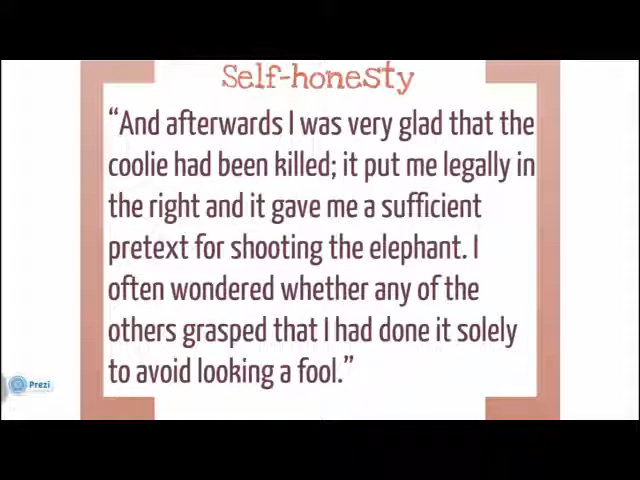 Self-honesty
“And afterwards I was very glad that the
coolie had been killed; it put me legally in
the right and it gave me a sufficient
pretext for shooting the elephant. I
often wondered whether any of the
others grasped that I had done it solely
to avoid looking a fool.”
Prezi